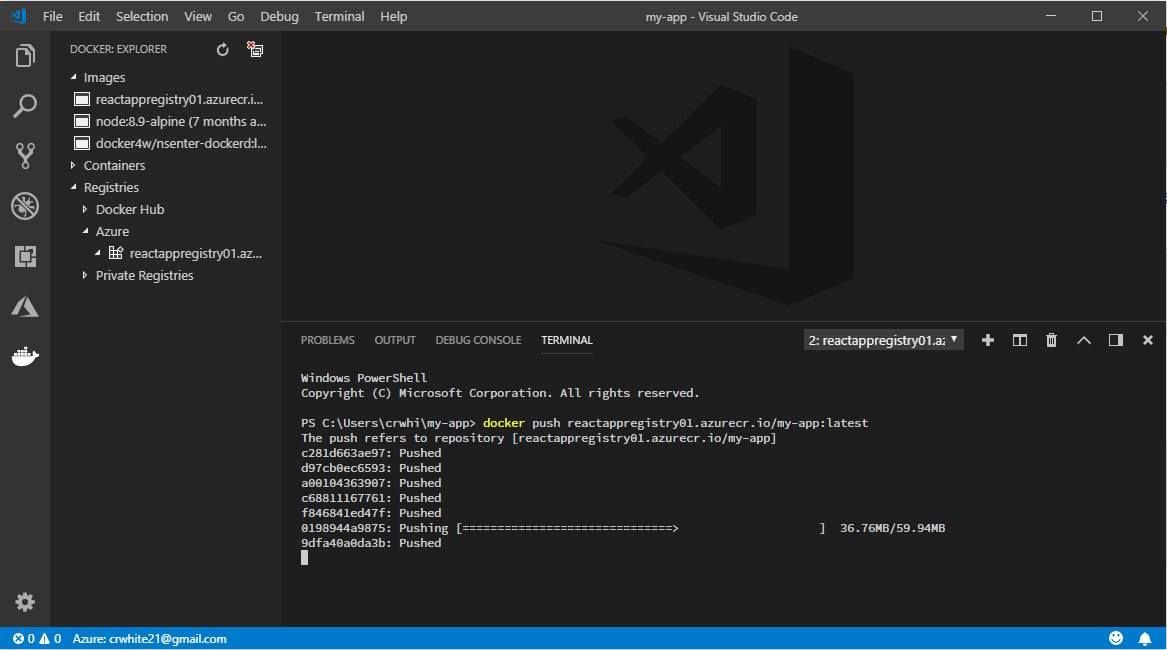 File Edit Selection View Go Debug Terminal Help
my-app - Visual Studio Code
DOCKER: EXPLORER
Images
reactappregistry01.azurecr.i...
node:8.9-alpine (7 months a...
docker4w/nsenter-dockerd:l...
Containers
Registries
Docker Hub
Azure
reactappregistry01.az...
Private Registries
PROBLEMS OUTPUT DEBUG CONSOLE TERMINAL
2: reactappregistry01.az
Windows PowerShell
Copyright (C) Microsoft Corporation. All rights reserved.
PS C:\Users\crwhi\my-app> docker push reactappregistry01.azurecr.io/my-app:latest
The push refers to repository [reactappregistry01.azurecr.io/my-app]
c281d663ae97: Pushed
d97cb0ec6593: Pushed
a00104363907: Pushed
c68811167761: Pushed
f846841ed47f: Pushed
0198944a9875: Pushing [==============================>                    ]  36.76MB/59.94MB
9dfa40a0da3b: Pushed
0 0 Azure: crwhite21@gmail.com